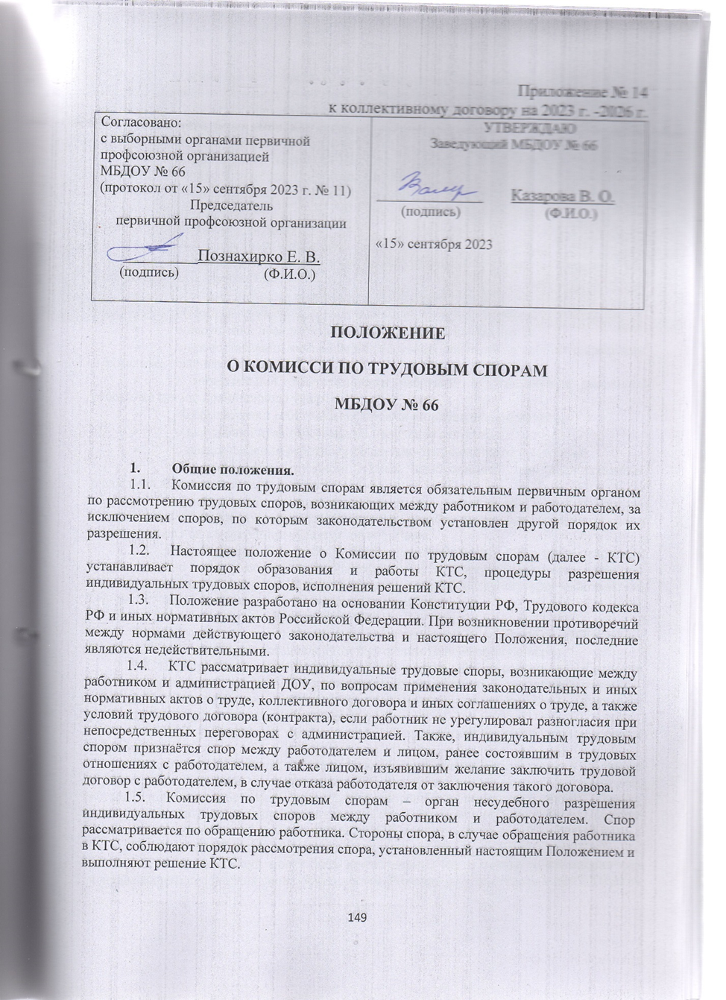 Приложение № 14
к коллективному договору на 2023 г. -2026 г.
Согласовано:
с выборными органами первичной
профсоюзной организацией
МБДОУ № 66
(протокол от «15» сентября 2023 г. № 11)
Председатель
первичной профсоюзной организации
Познахирко Е. В.
(подпись) (Ф.И.О.)
УТВЕРЖДАЮ
Заведующий МБДОУ № 66
Казарова В. О.
(подпись) (Ф.И.О.)
«15» сентября 2023
ПОЛОЖЕНИЕ
О КОМИССИ ПО ТРУДОВЫМ СПОРАМ
МБДОУ № 66
1. Общие положения.
1.1. Комиссия по трудовым спорам является обязательным первичным органом
по рассмотрению трудовых споров, возникающих между работником и работодателем, за
исключением споров, по которым законодательством установлен другой порядок их
разрешения.
1.2. Настоящее положение о Комиссии по трудовым спорам (далее - КТС)
устанавливает порядок образования и работы КТС, процедуры разрешения
индивидуальных трудовых споров, исполнения решений КТС.
1.3. Положение разработано на основании Конституции РФ, Трудового кодекса
РФ и иных нормативных актов Российской Федерации. При возникновении противоречий
между нормами действующего законодательства и настоящего Положения, последние
являются недействительными.
1.4. КТС рассматривает индивидуальные трудовые споры, возникающие между
работником и администрацией ДОУ, по вопросам применения законодательных и иных
нормативных актов о труде, коллективного договора и иных соглашениях о труде, а также
условий трудового договора (контракта), если работник не урегулировал разногласия при
непосредственных переговорах с администрацией. Также, индивидуальным трудовым
спором признаётся спор между работодателем и лицом, ранее состоявшим в трудовых
отношениях с работодателем, а также лицом, изъявившим желание заключить трудовой
договор с работодателем, в случае отказа работодателя от заключения такого договора.
1.5. Комиссия по трудовым спорам – орган несудебного разрешения
индивидуальных трудовых споров между работником и работодателем. Спор
рассматривается по обращению работника. Стороны спора, в случае обращения работника
в КТС, соблюдают порядок рассмотрения спора, установленный настоящим Положением и
выполняют решение КТС.
149